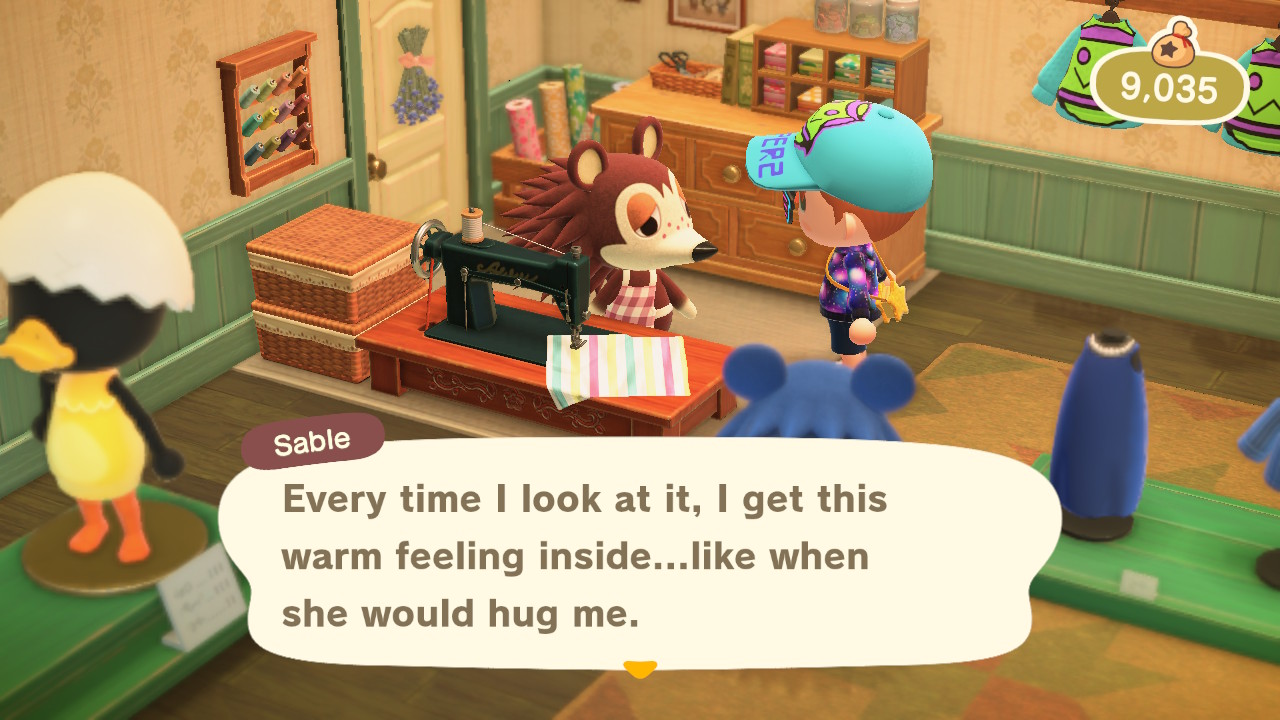 9,035
Sable
Every time I look at it, I get this
warm feeling inside...like when
she would hug me.